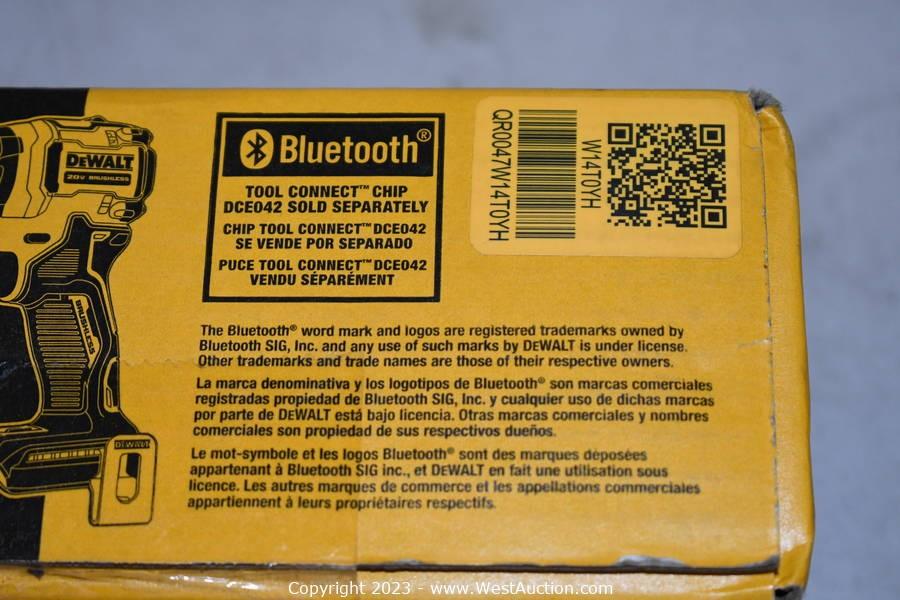 DEWALT
20V BRUSHLESS
BRUSHLESS
DEWALT
Bluetooth®
TOOL CONNECT™ CHIP
DCE042 SOLD SEPARATELY
CHIP TOOL CONNECT™ DCE042
SE VENDE POR SEPARADO
PUCE TOOL CONNECT™ DCE042
VENDU SÉPARÉMENT
QR0047W14T0YH
W14T0YH
The Bluetooth® word mark and logos are registered trademarks owned by
Bluetooth SIG, Inc. and any use of such marks by DEWALT is under license.
Other trademarks and trade names are those of their respective owners.
La marca denominativa y los logotipos de Bluetooth® son marcas comerciales
registradas propiedad de Bluetooth SIG, Inc. y cualquier uso de dichas marcas
por parte de DEWALT está bajo licencia. Otras marcas comerciales y nombres
comerciales son propiedad de sus respectivos dueños.
Le mot-symbole et les logos Bluetooth® sont des marques déposées
appartenant à Bluetooth SIG inc., et DEWALT en fait une utilisation sous
licence. Les autres marques de commerce et les appellations commerciales
appartiennent à leurs propriétaires respectifs.
Copyright 2023 - www.WestAuction.com